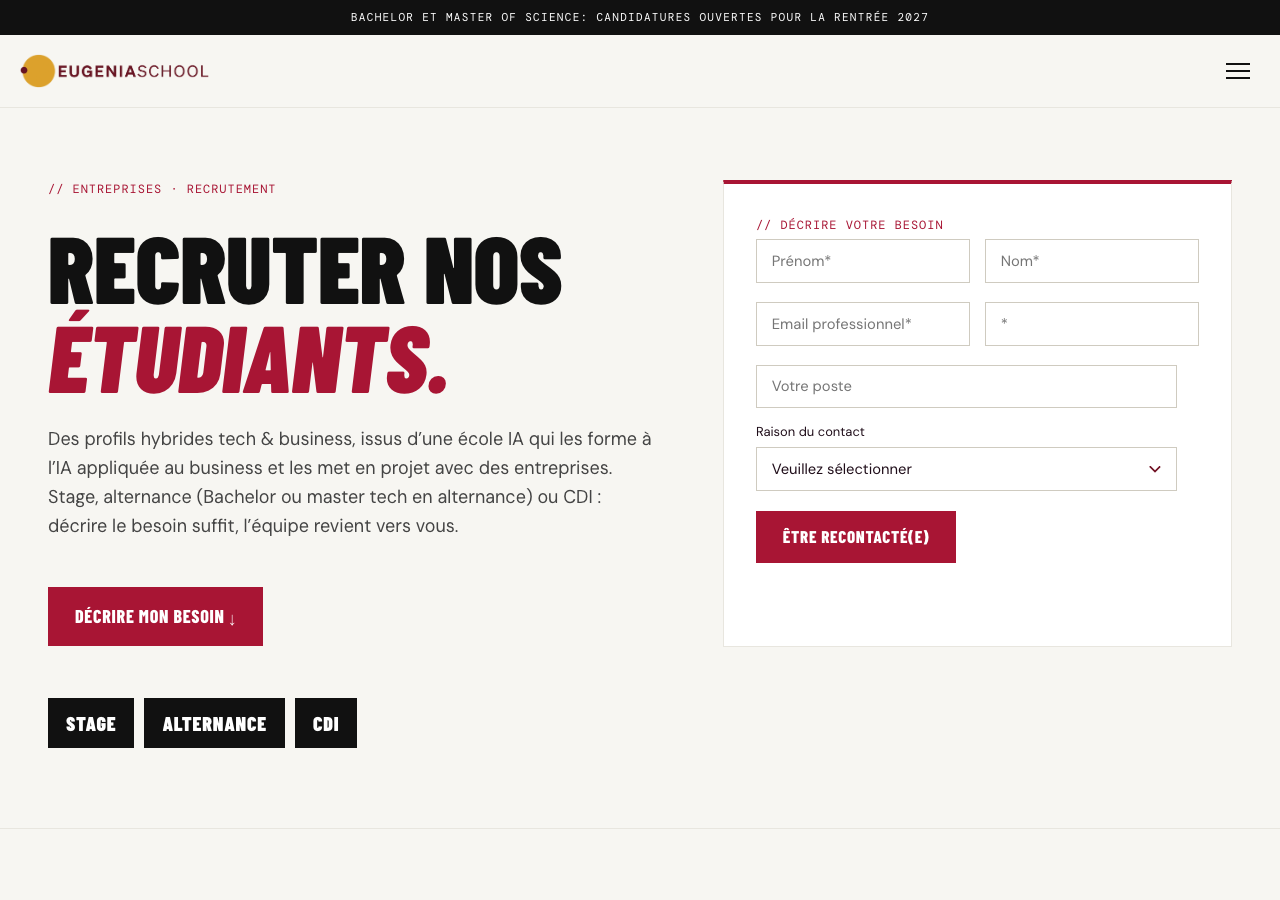 BACHELOR ET MASTER OF SCIENCE: CANDIDATURES OUVERTES POUR LA RENTRÉE 2027
EUGENIASCHOOL
// ENTREPRISES · RECRUTEMENT
RECRUTER NOS
ÉTUDIANTS.
Des profils hybrides tech & business, issus d’une école IA qui les forme à
l’IA appliquée au business et les met en projet avec des entreprises.
Stage, alternance (Bachelor ou master tech en alternance) ou CDI :
décrire le besoin suffit, l’équipe revient vers vous.
DÉCRIRE MON BESOIN ↓
STAGE
ALTERNANCE
CDI
// DÉCRIRE VOTRE BESOIN
Prénom*
Nom*
Email professionnel*
*
Votre poste
Raison du contact
Veuillez sélectionner
ÊTRE RECONTACTÉ(E)